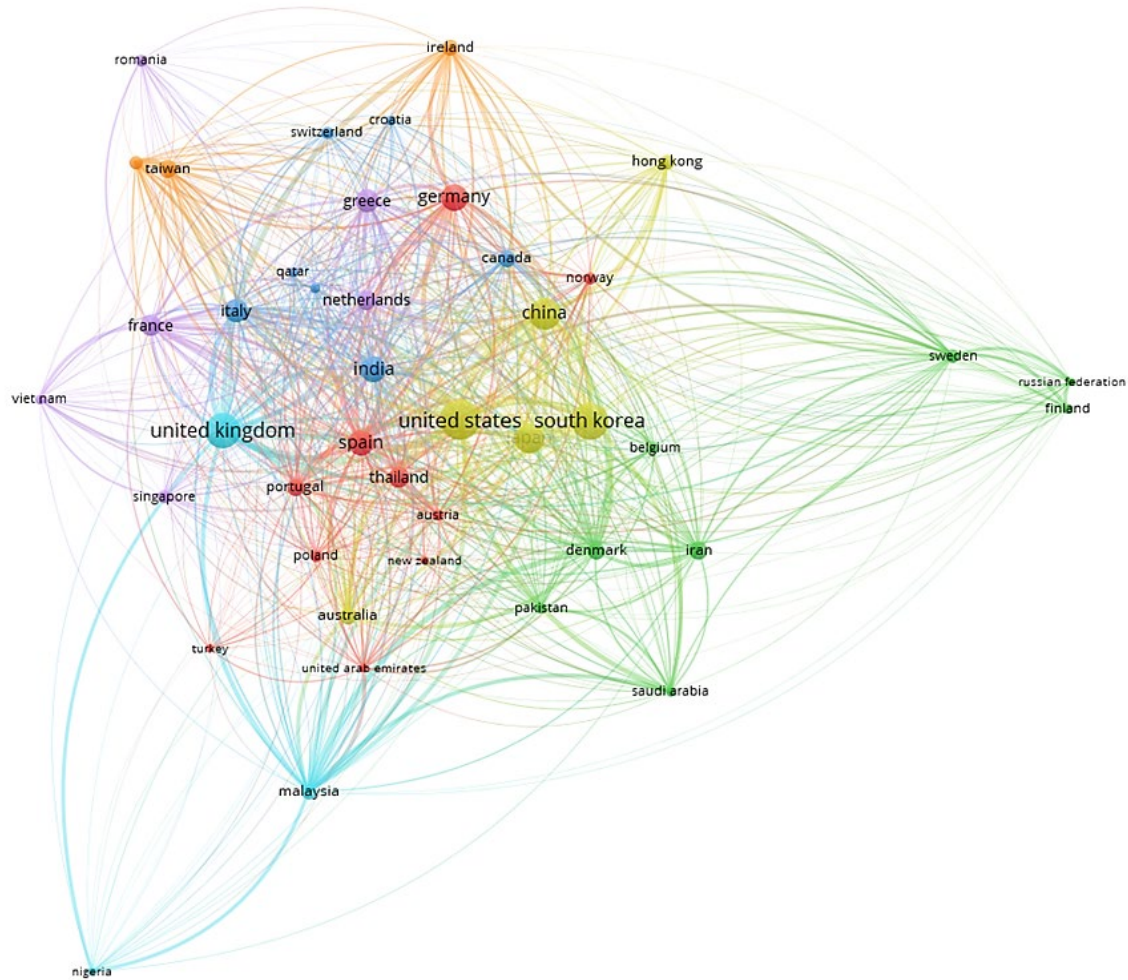 ireland
romania
croatia
switzerland
hong kong
taiwan
germany
greece
canada
qatar
norway
netherlands
italy
china
france
sweden
india
russian federation
viet nam
finland
united states
south korea
united kingdom
japan
spain
belgium
thailand
portugal
singapore
austria
denmark
iran
poland
new zealand
pakistan
australia
turkey
united arab emirates
saudi arabia
malaysia
nigeria